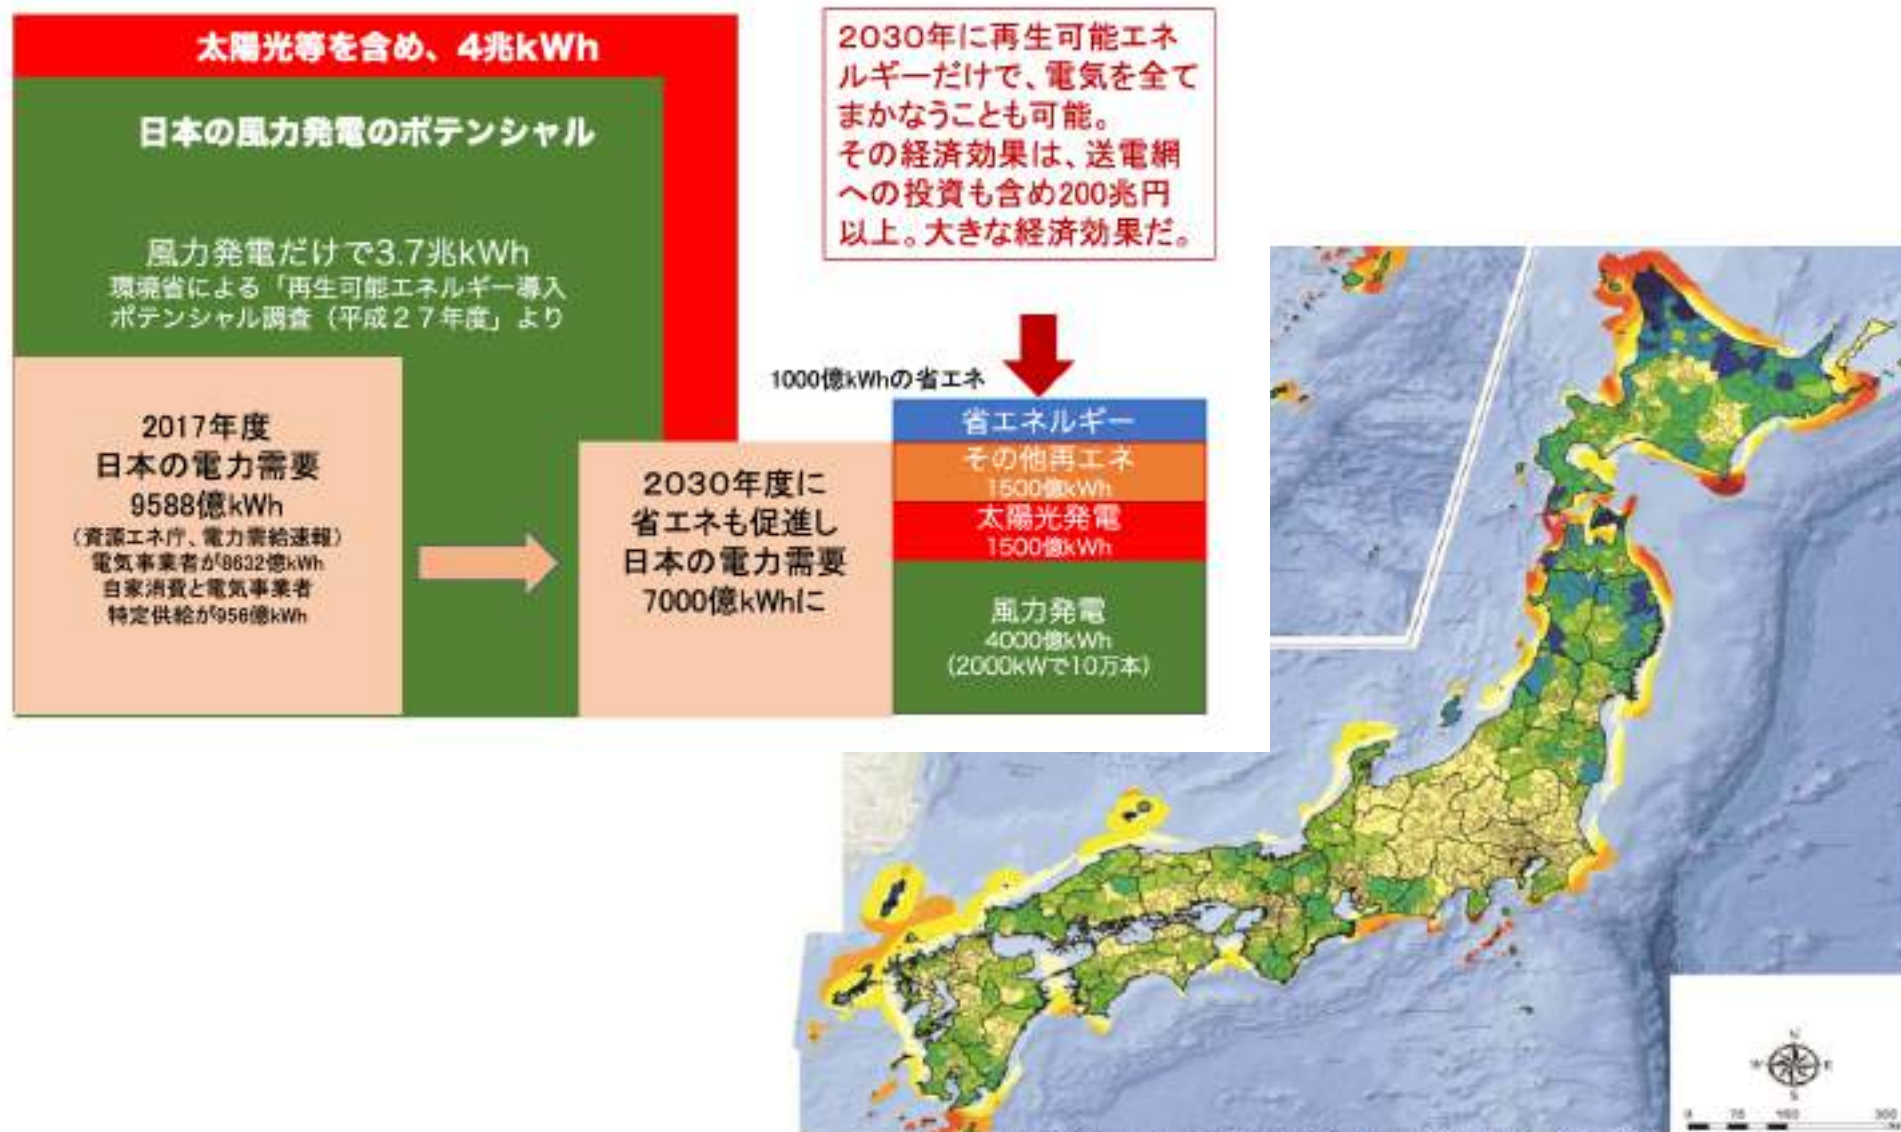 太陽光等を含め、4兆kWh
日本の風力発電のポテンシャル
風力発電だけで3.7兆kWh
環境省による「再生可能エネルギー導入
ポテンシャル調査（平成２７年度」より
2017年度
日本の電力需要
9588億kWh
（資源エネ庁、電力需給速報）
電気事業者が8632億kWh
自家消費と電気事業者
特定供給が956億kWh
2030年度に
省エネも促進し
日本の電力需要
7000億kWhに
2030年に再生可能エネ
ルギーだけで、電気を全て
まかなうことも可能。
その経済効果は、送電網
への投資も含め200兆円
以上。大きな経済効果だ。
1000億kWhの省エネ
省エネルギー
その他再エネ
1500億kWh
太陽光発電
1500億kWh
風力発電
4000億kWh
（2000kWで10万本）
N
W E
S
0 75 150 300